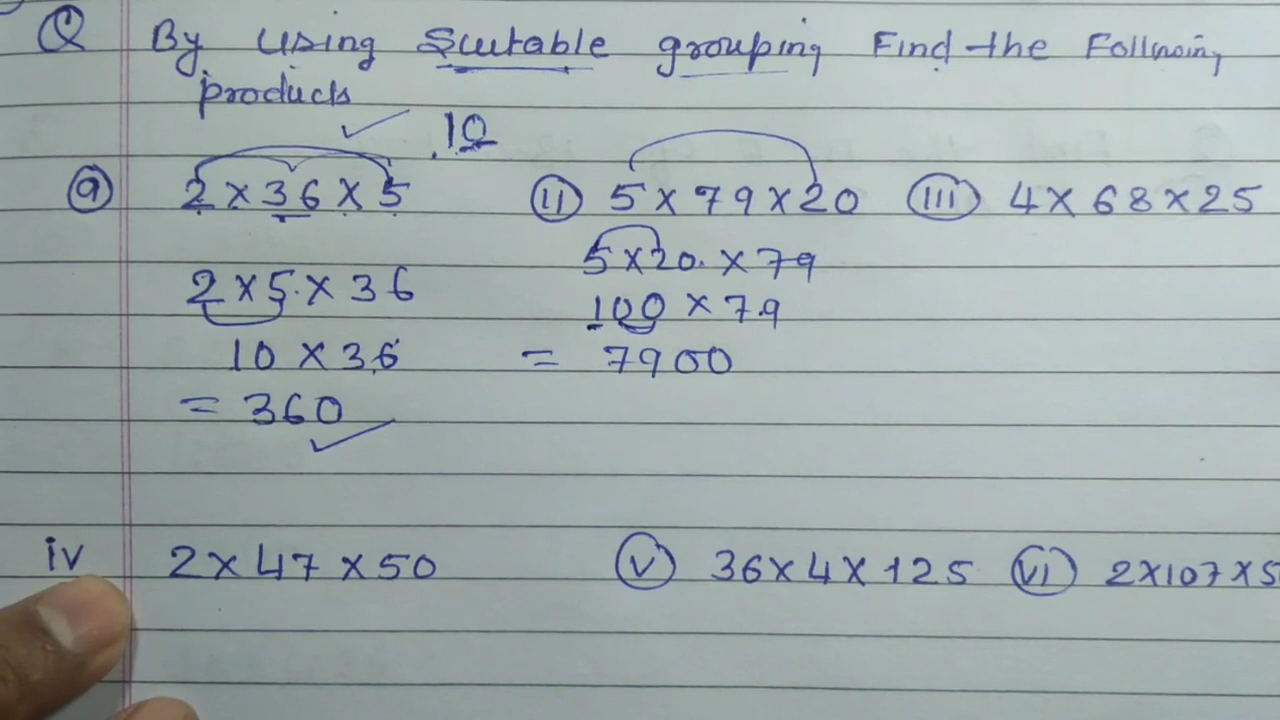 Q By using Suitable grouping Find the Following
products
10
(a) 2 × 36 × 5 (II) 5 × 79 × 20 (III) 4 × 68 × 25
2 × 5 × 36 5 × 20 × 79
10 × 36 100 × 79
= 360 = 7900
iv 2 × 47 × 50 (V) 36 × 4 × 125 (VI) 2 × 107 × 5